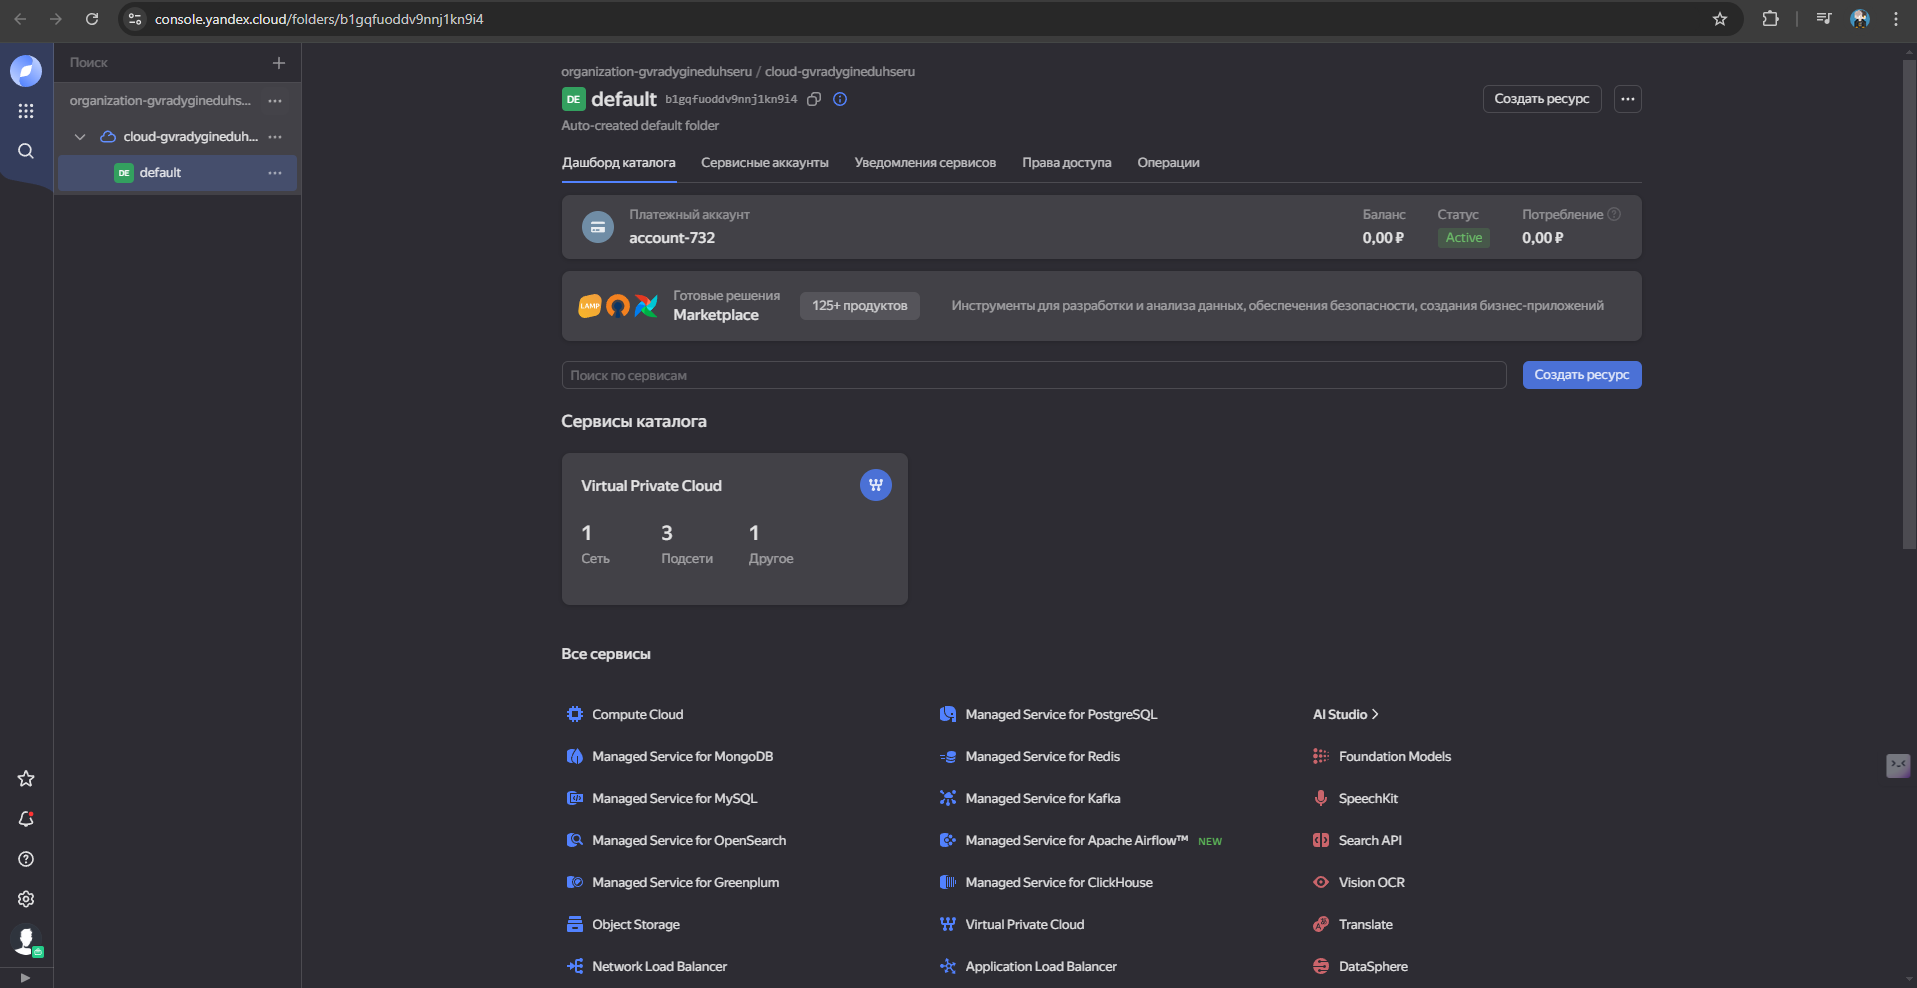 console.yandex.cloud/folders/b1gqfuoddv9nnj1kn9i4
Поиск
organization-gvradygineduhs...
cloud-gvradygineduh...
DE default
organization-gvradygineduhseru / cloud-gvradygineduhseru
DE default b1gqfuoddv9nnj1kn9i4
Auto-created default folder
Создать ресурс
Дашборд каталога Сервисные аккаунты Уведомления сервисов Права доступа Операции
Платежный аккаунт
account-732
Баланс
0,00 ₽
Статус
Active
Потребление
0,00 ₽
LAMP
Готовые решения
Marketplace
125+ продуктов
Инструменты для разработки и анализа данных, обеспечения безопасности, создания бизнес-приложений
Поиск по сервисам
Создать ресурс
Сервисы каталога
Virtual Private Cloud
1 3 1
Сеть Подсети Другое
Все сервисы
Compute Cloud
Managed Service for MongoDB
Managed Service for MySQL
Managed Service for OpenSearch
Managed Service for Greenplum
Object Storage
Network Load Balancer
Managed Service for PostgreSQL
Managed Service for Redis
Managed Service for Kafka
Managed Service for Apache Airflow™ NEW
Managed Service for ClickHouse
Virtual Private Cloud
Application Load Balancer
AI Studio
Foundation Models
SpeechKit
Search API
Vision OCR
Translate
DataSphere